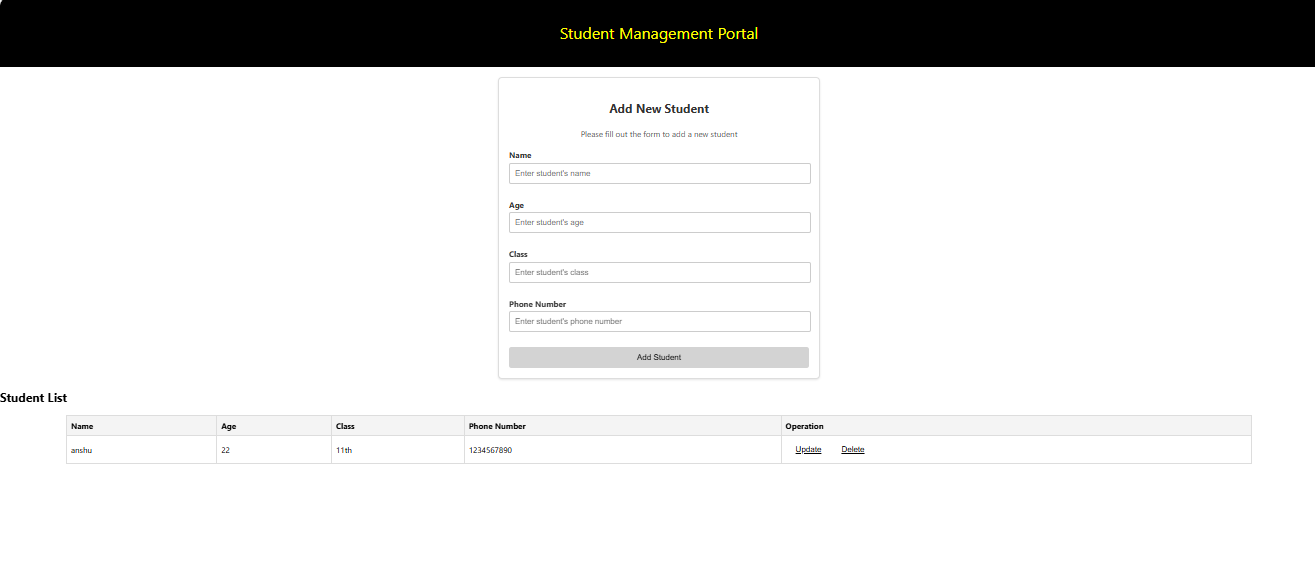 Student Management Portal
Add New Student
Please fill out the form to add a new student
Name
Enter student's name
Age
Enter student's age
Class
Enter student's class
Phone Number
Enter student's phone number
Add Student
Student List
Name Age Class Phone Number Operation
anshu 22 11th 1234567890 Update Delete